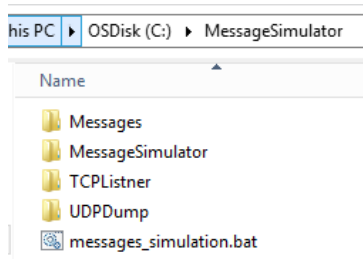 his PC ▸ OSDisk (C:) ▸ MessageSimulator
Name
Messages
MessageSimulator
TCPListner
UDPDump
messages_simulation.bat